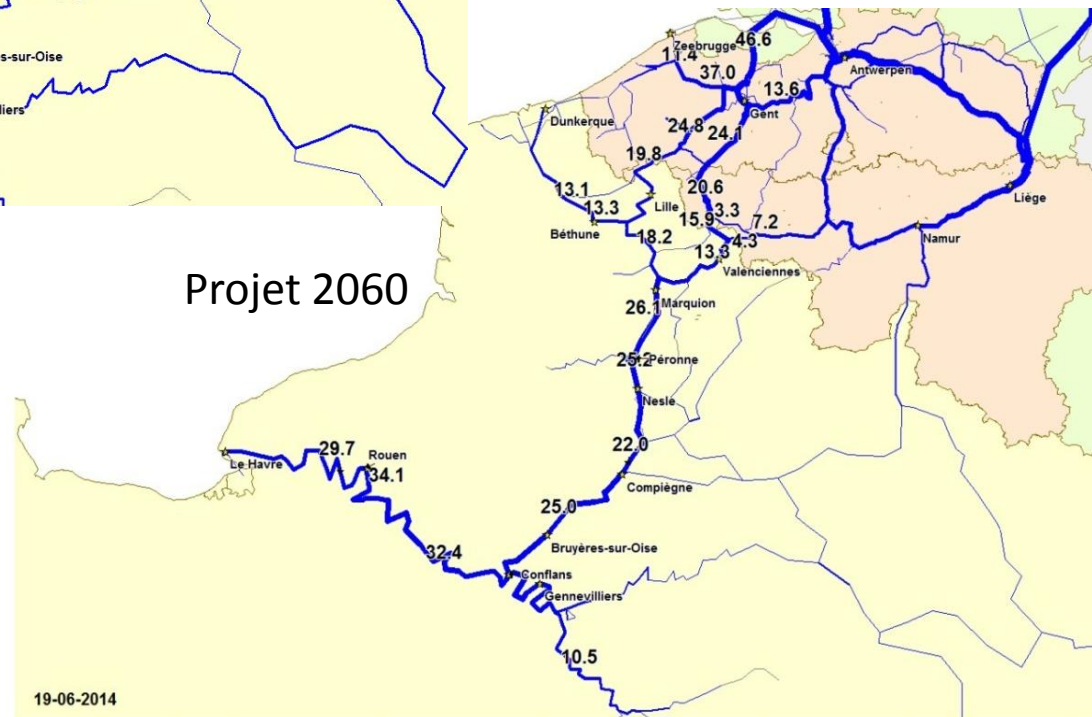 s-sur-Oise
liers
Zeebrugge
46.6
11.4
Antwerpen
37.0
13.6
Dunkerque
Gent
24.8
24.1
19.8
13.1
20.6
Liège
13.3
Lille
3.3
15.9
7.2
Béthune
18.2
4.3
Namur
13.3
Valenciennes
Projet 2060
Marquion
26.1
25.2
Péronne
Nesle
22.0
29.7
Rouen
Le Havre
34.1
Compiègne
25.0
Bruyères-sur-Oise
32.4
Conflans
Gennevilliers
10.5
19-06-2014